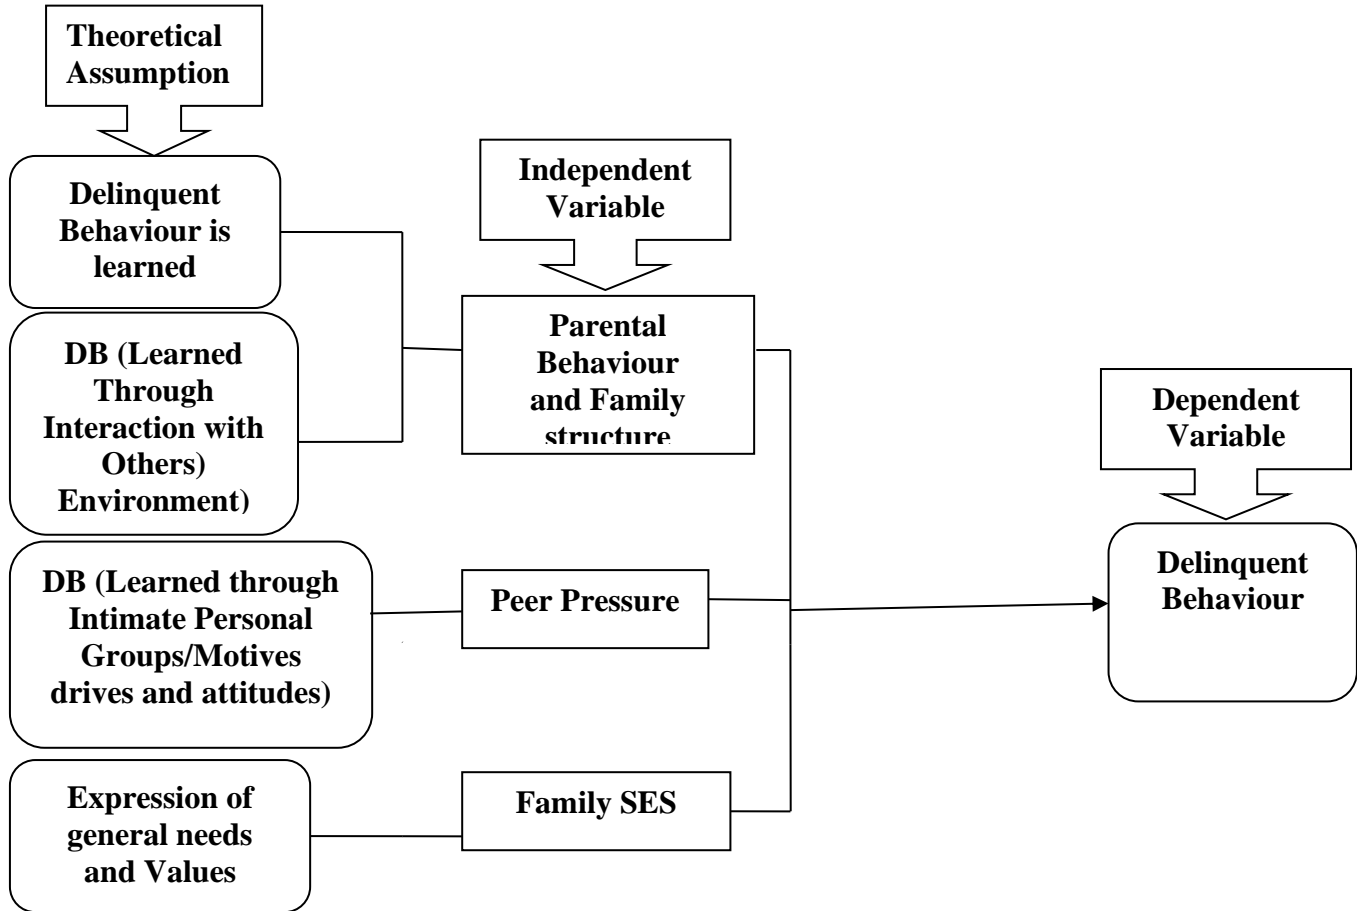 Theoretical
Assumption
Delinquent
Behaviour is
learned
DB (Learned
Through
Interaction with
Others)
Environment)
DB (Learned through
Intimate Personal
Groups/Motives
drives and attitudes)
Expression of
general needs
and Values
Independent
Variable
Parental
Behaviour
and Family
structure
Peer Pressure
Family SES
Dependent
Variable
Delinquent
Behaviour